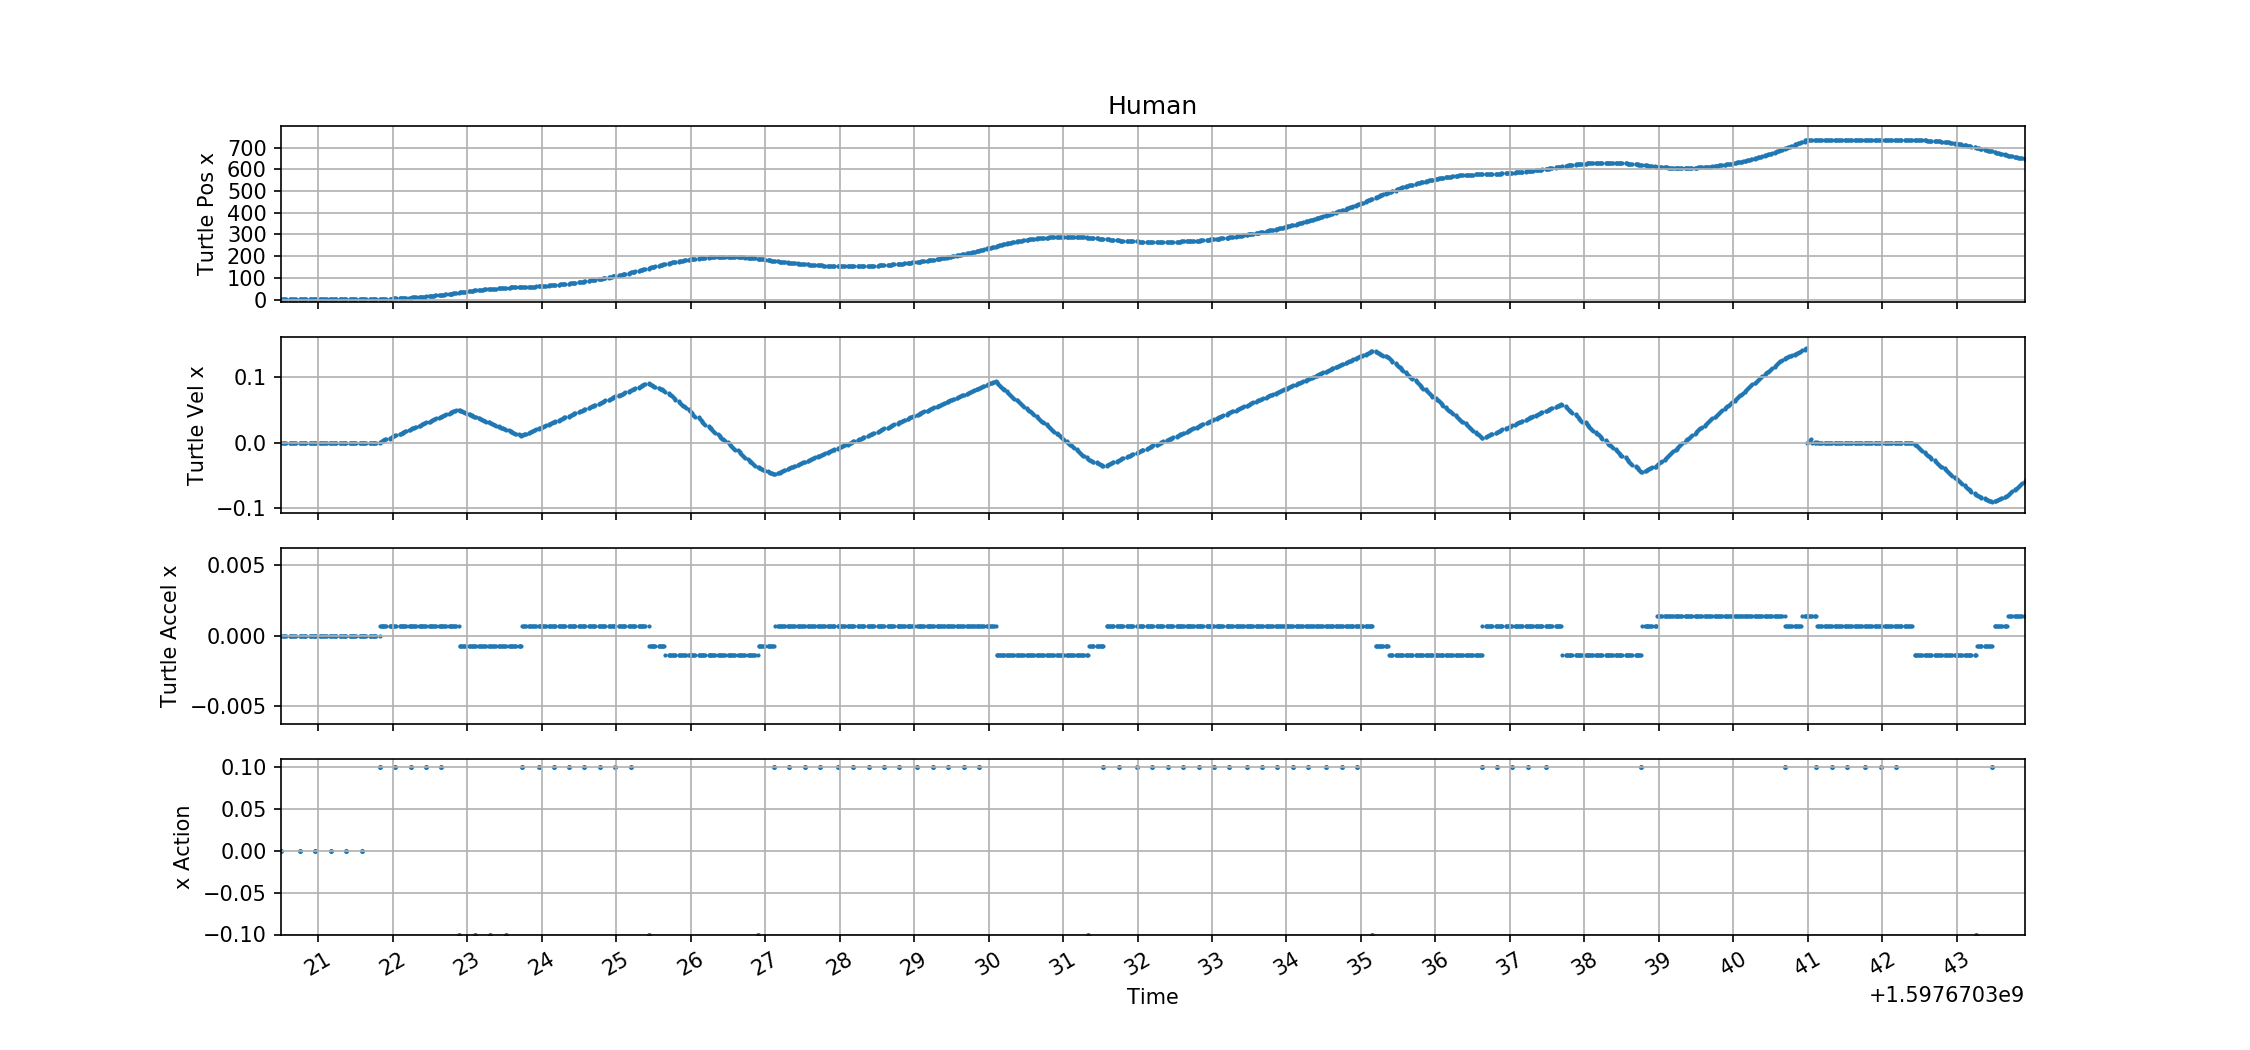 Human
Turtle Pos x
700
600
500
400
300
200
100
0
Turtle Vel x
0.1
0.0
−0.1
Turtle Accel x
0.005
0.000
−0.005
x Action
0.10
0.05
0.00
−0.05
−0.10
21 22 23 24 25 26 27 28 29 30 31 32 33 34 35 36 37 38 39 40 41 42 43
Time
+1.5976703e9